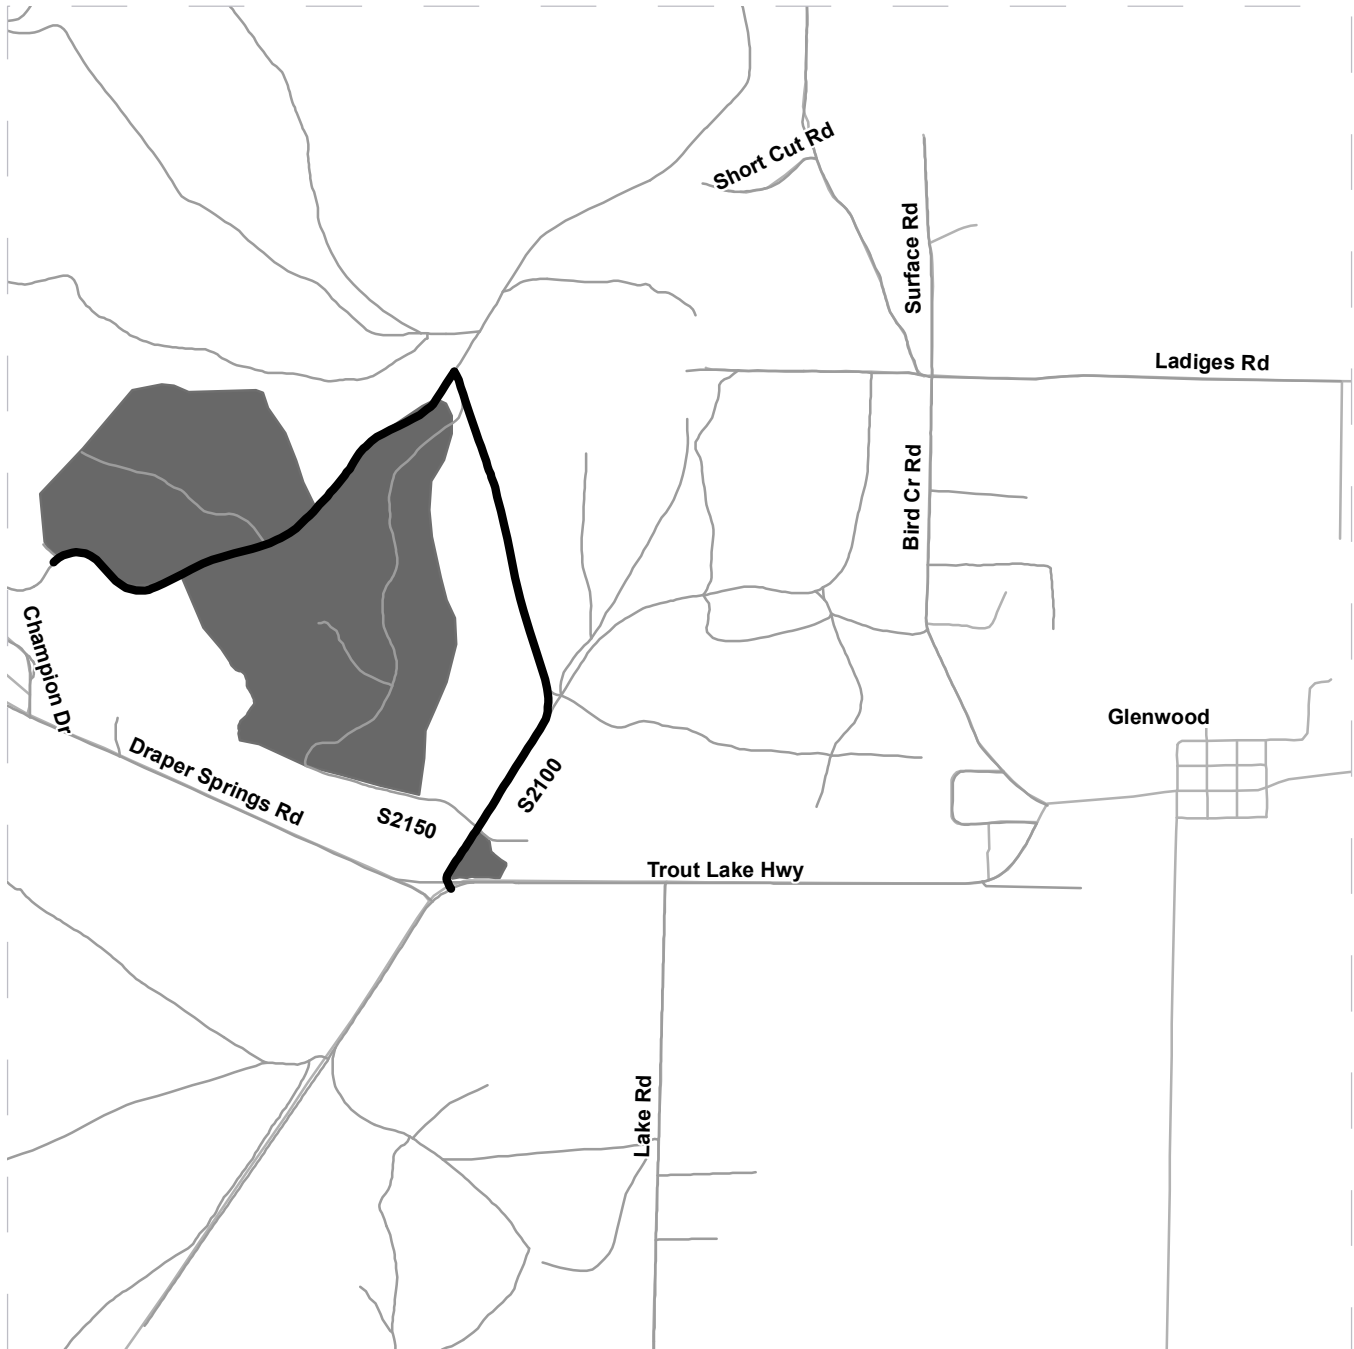 Short Cut Rd
Surface Rd
Ladiges Rd
Bird Cr Rd
Champion Dr
Glenwood
Draper Springs Rd
S2100
S2150
Trout Lake Hwy
Lake Rd